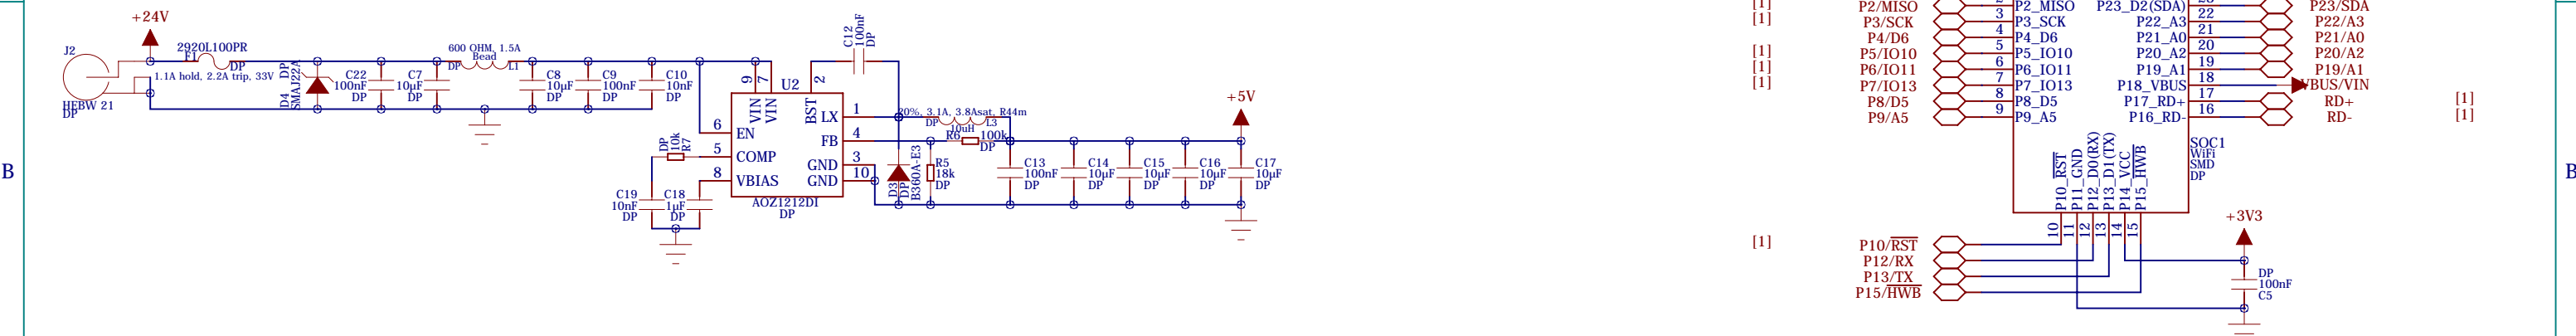 +24V
J2
HEBW 21
DP
2920L100PR
F1
DP
1.1A hold, 2.2A trip, 33V
D4 DP
SMAJ22A
C22
100nF
DP
C7
10µF
DP
600 OHM, 1.5A
Bead
DP
L1
C8
10µF
DP
C9
100nF
DP
C10
10nF
DP
C12
100nF
DP
U2
9
7
2
VIN
VIN
BST
LX
1
FB
4
GND
3
GND
10
6
EN
5
COMP
8
VBIAS
AOZ1212DI
DP
DP
10k
R7
C19
10nF
DP
C18
1µF
DP
20%, 3.1A, 3.8Asat, R44m
DP
L3
10uH
R6
100k
DP
D3
DP
B360A-E3
R5
18k
DP
C13
100nF
DP
C14
10µF
DP
C15
10µF
DP
C16
10µF
DP
C17
10µF
DP
+5V
B
[1]
[1]
[1]
[1]
[1]
[1]
P2/MISO
P3/SCK
P4/D6
P5/IO10
P6/IO11
P7/IO13
P8/D5
P9/A5
3
4
5
6
7
8
9
P2_MISO
P3_SCK
P4_D6
P5_IO10
P6_IO11
P7_IO13
P8_D5
P9_A5
P23_D2(SDA)
P22_A3
P21_A0
P20_A2
P19_A1
P18_VBUS
P17_RD+
P16_RD-
22
21
20
19
18
17
16
P23/SDA
P22/A3
P21/A0
P20/A2
P19/A1
VBUS/VIN
RD+
RD-
[1]
[1]
SOC1
WiFi
SMD
DP
P10_RST
P11_GND
P12_D0(RX)
P13_D1(TX)
P14_VCC
P15_HWB
10
11
12
13
14
15
P10/RST
P12/RX
P13/TX
P15/HWB
+3V3
DP
100nF
C5
B